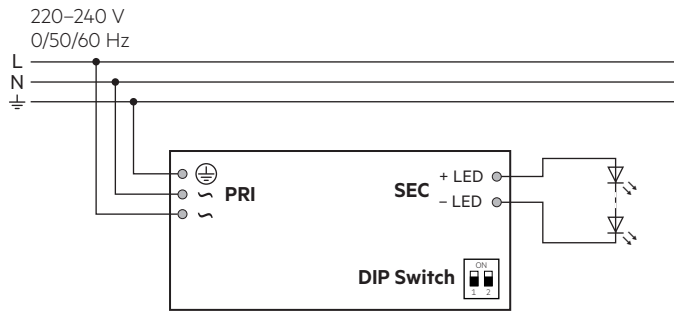 220–240 V
0/50/60 Hz
L
N
PRI
~
~
SEC
+ LED
– LED
DIP Switch
ON
1 2